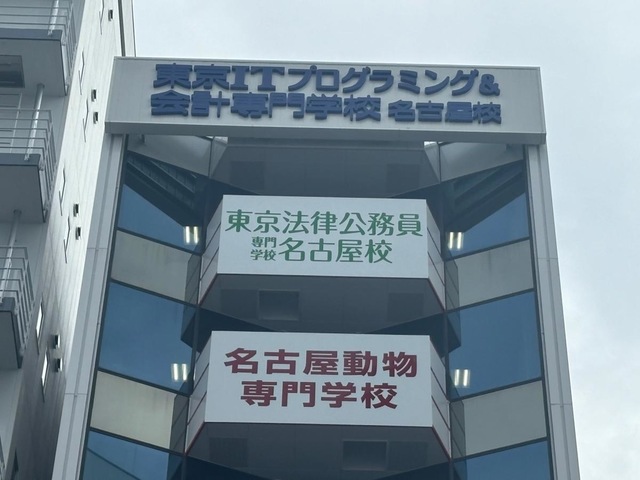 東京ITプログラミング&
会計専門学校 名古屋校
東京法律公務員
専門学校 名古屋校
名古屋動物
専門学校